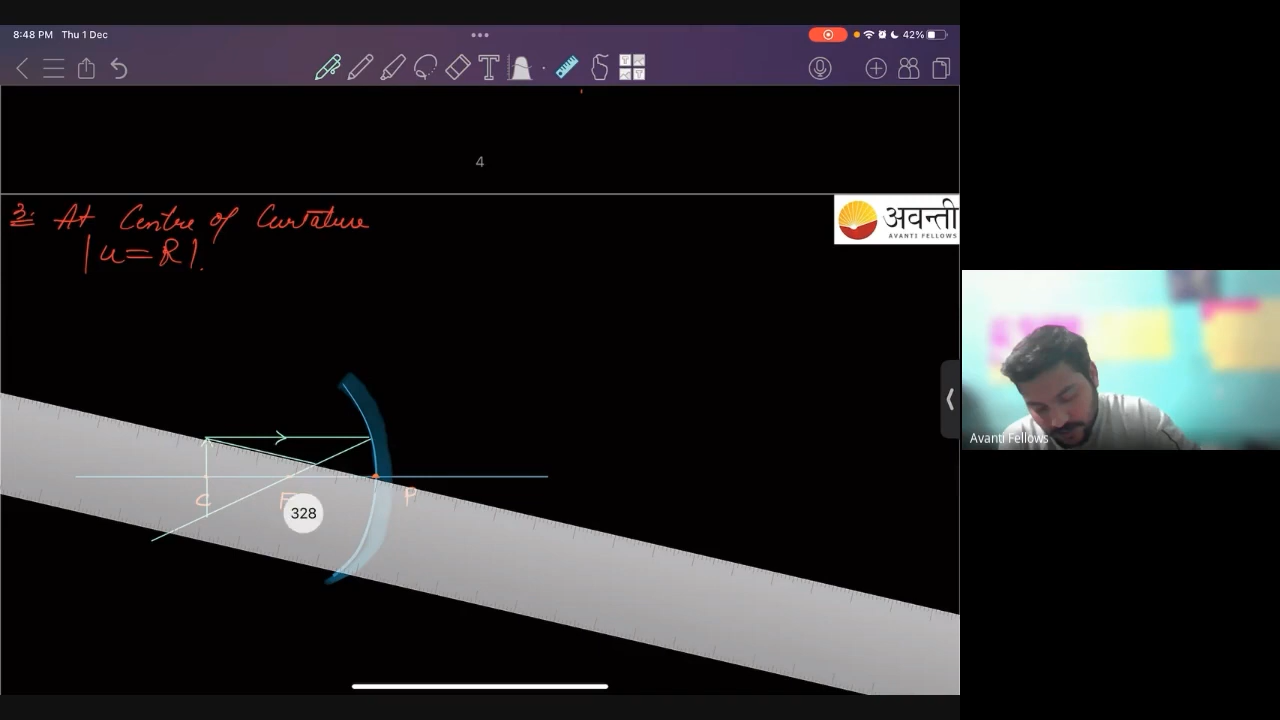 8:48 PM Thu 1 Dec
42%
4
3: At Centre of Curvature
|u=R|.
अवन्ती
AVANTI FELLOWS
C
F
P
328
Avanti Fellows